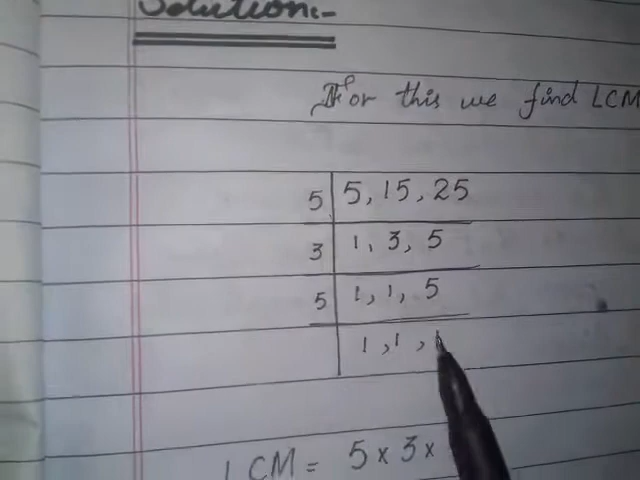 Solution:-
For this we find LCM
5 5, 15, 25
3 1, 3, 5
5 1, 1, 5
1, 1, 1
LCM = 5 × 3 ×